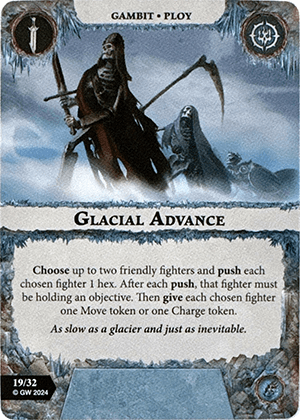 GAMBIT • PLOY
GLACIAL ADVANCE
Choose up to two friendly fighters and push each
chosen fighter 1 hex. After each push, that fighter must
be holding an objective. Then give each chosen fighter
one Move token or one Charge token.
As slow as a glacier and just as inevitable.
19/32
© GW 2024